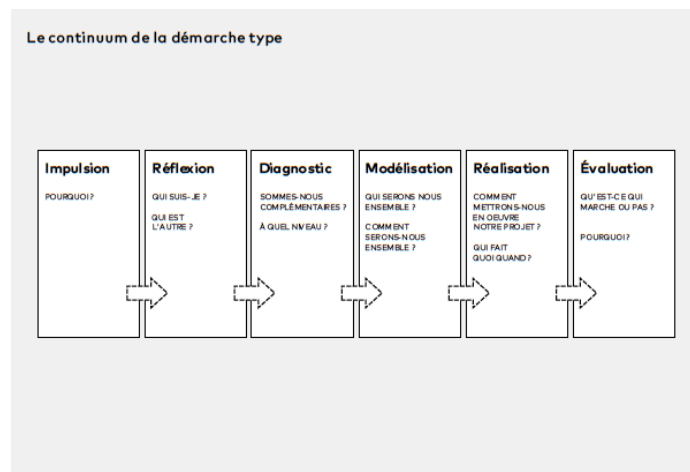 Le continuum de la démarche type
Impulsion
POURQUOI ?
Réflexion
QUI SUIS-JE ?
QUI EST
L'AUTRE ?
Diagnostic
SOMMES-NOUS
COMPLÉMENTAIRES ?
À QUEL NIVEAU ?
Modélisation
QUI SERONS NOUS
ENSEMBLE ?
COMMENT
SERONS-NOUS
ENSEMBLE ?
Réalisation
COMMENT
METTRONS-NOUS
EN OEUVRE
NOTRE PROJET ?
QUI FAIT
QUOI QUAND ?
Évaluation
QU'EST-CE QUI
MARCHE OU PAS ?
POURQUOI ?